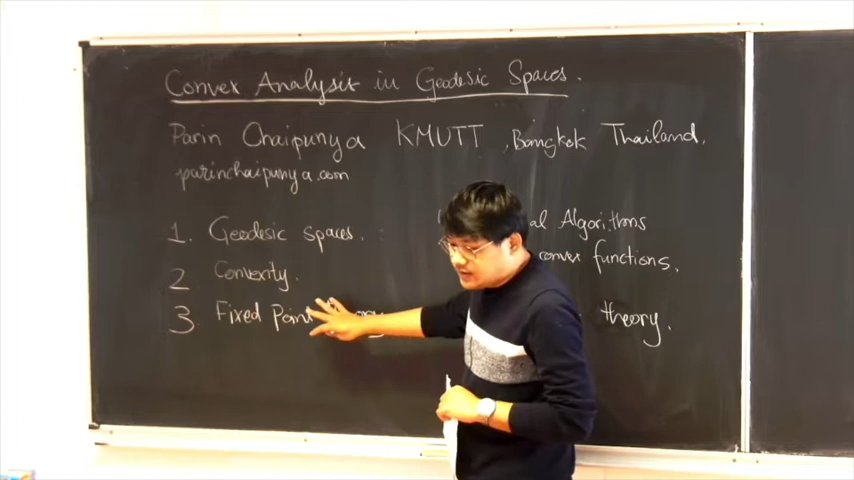 Convex Analysis in Geodesic Spaces.
Parin Chaipunya KMUTT, Bangkok Thailand,
parinchaipunya.com
1. Geodesic spaces.
2 Convexity.
3. Fixed Point
Algorithms
convex functions,
theory.